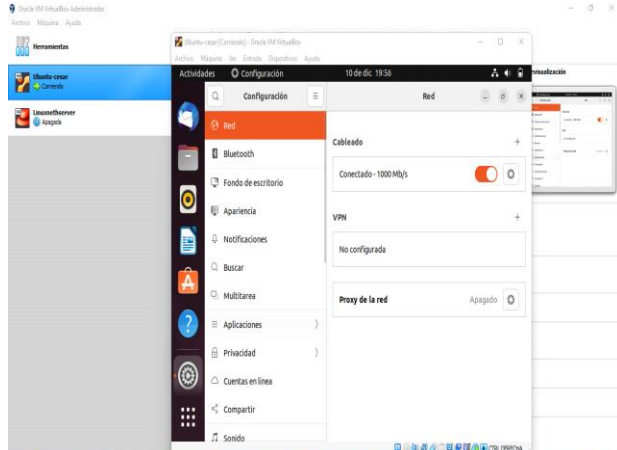 Oracle VM VirtualBox Administrador
Archivo Máquina Ayuda
Herramientas
Ubuntu-cesar
Corriendo
Linuxnethserver
Apagada
Ubuntu-cesar [Corriendo] - Oracle VM VirtualBox
Archivo Máquina Ver Entrada Dispositivos Ayuda
Actividades Configuración 10 de dic 19:56
Configuración
Red
Red
Bluetooth
Fondo de escritorio
Apariencia
Notificaciones
Buscar
Multitarea
Aplicaciones
Privacidad
Cuentas en línea
Compartir
Sonido
Cableado
Conectado - 1000 Mb/s
VPN
No configurada
Proxy de la red Apagado
CTRL DERECHA